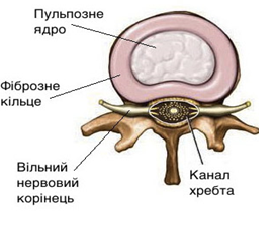 Пульпозне
ядро
Фіброзне
кільце
Вільний
нервовий
корінець
Канал
хребта